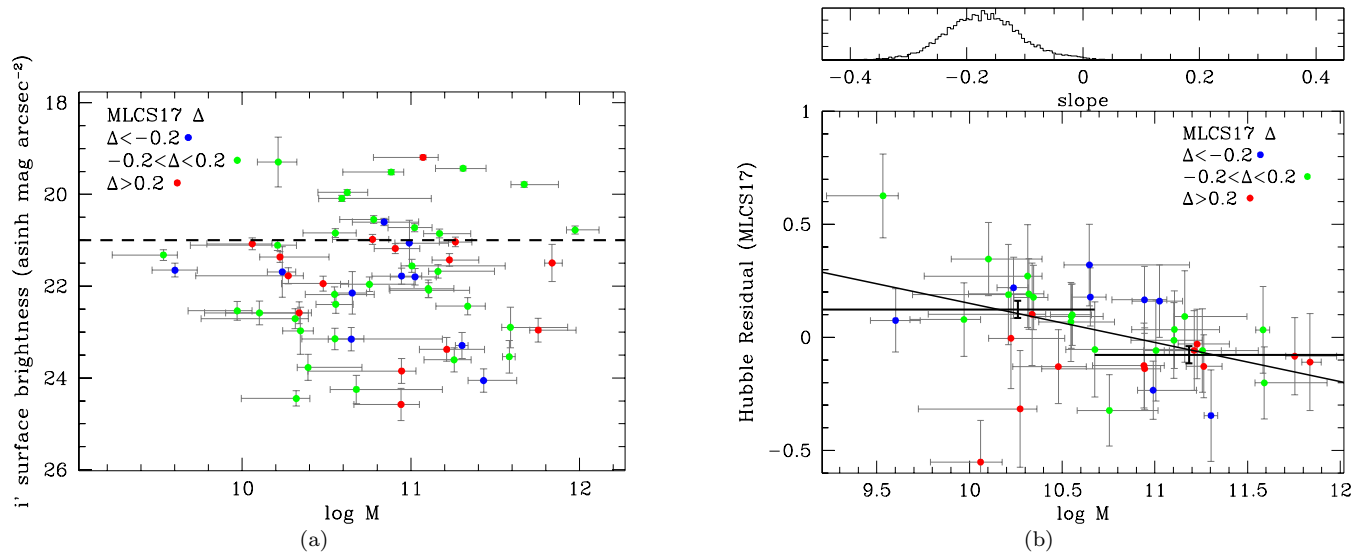 18
20
22
24
26
i' surface brightness (asinh mag arcsec⁻²)
MLCS17 Δ
Δ<−0.2
−0.2<Δ<0.2
Δ>0.2
10
11
12
log M
(a)
−0.4
−0.2
0
0.2
0.4
slope
1
0.5
0
−0.5
Hubble Residual (MLCS17)
MLCS17 Δ
Δ<−0.2
−0.2<Δ<0.2
Δ>0.2
9.5
10
10.5
11
11.5
12
log M
(b)